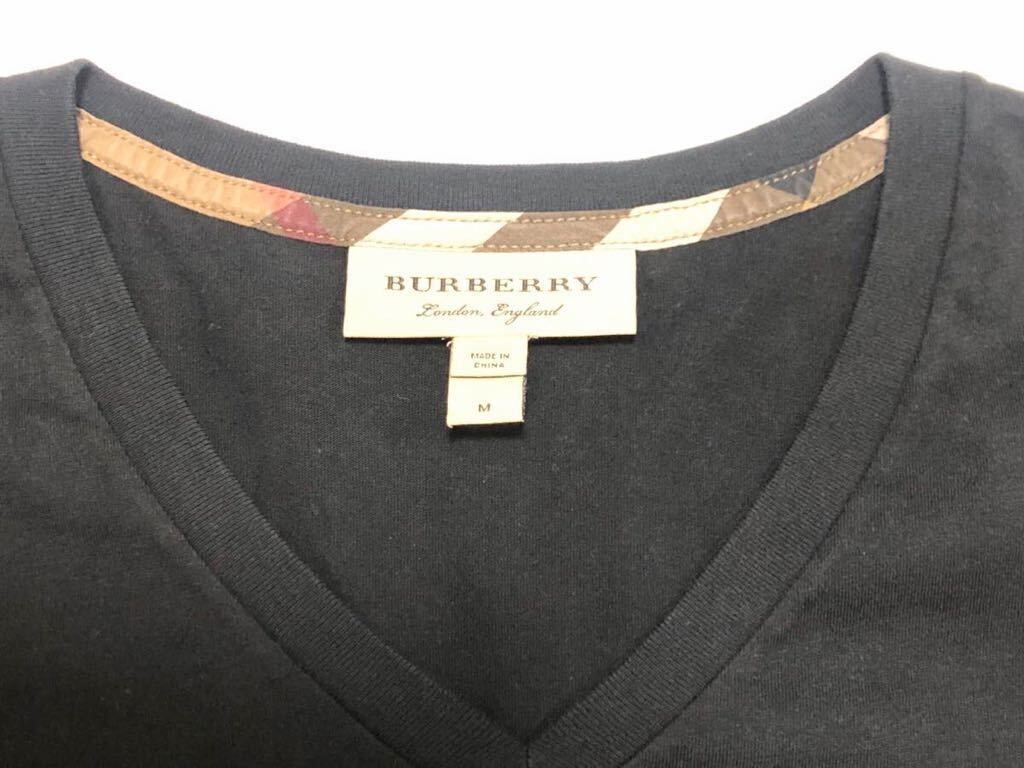 BURBERRY
London, England
MADE IN
CHINA
M